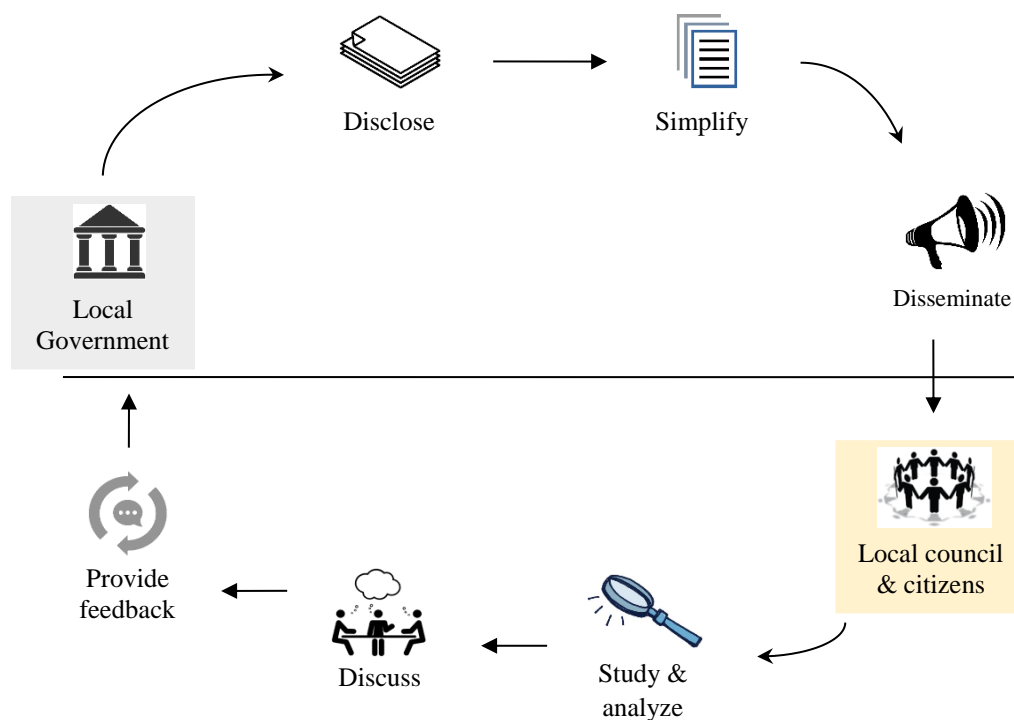 Disclose
Simplify
Disseminate
Local
Government
Local council
& citizens
Study &
analyze
Discuss
Provide
feedback